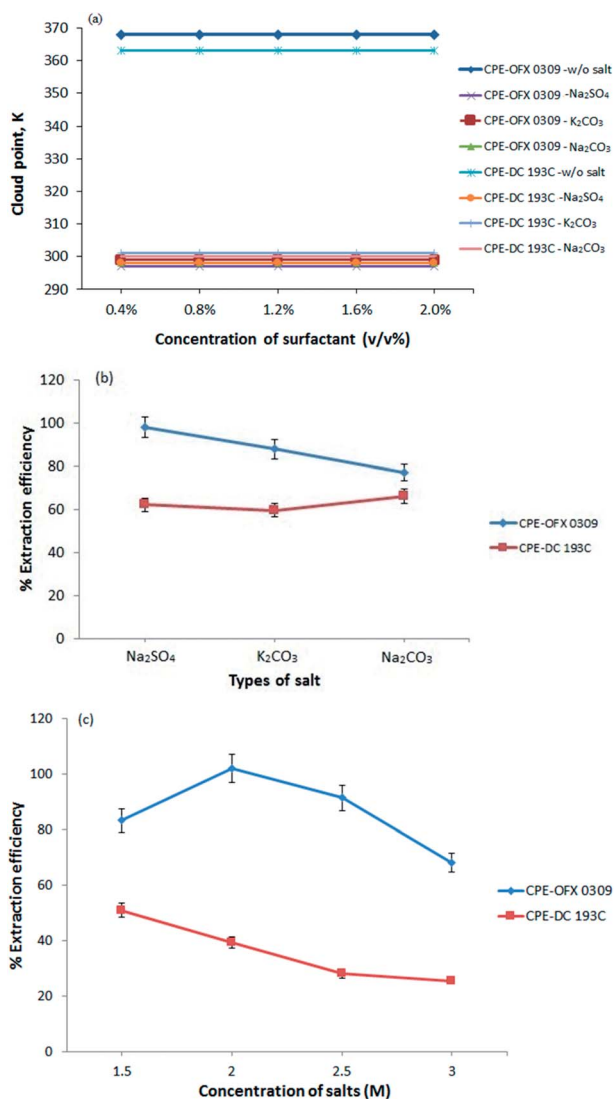 (a)
370
360
350
340
330
320
310
300
290
Cloud point, K
0.4%
0.8%
1.2%
1.6%
2.0%
Concentration of surfactant (v/v%)
CPE-OFX 0309 -w/o salt
CPE-OFX 0309 -Na₂SO₄
CPE-OFX 0309 - K₂CO₃
CPE-OFX 0309 - Na₂CO₃
CPE-DC 193C -w/o salt
CPE-DC 193C -Na₂SO₄
CPE-DC 193C - K₂CO₃
CPE-DC 193C - Na₂CO₃
(b)
120
100
80
60
40
20
0
% Extraction efficiency
Na₂SO₄
K₂CO₃
Na₂CO₃
Types of salt
CPE-OFX 0309
CPE-DC 193C
(c)
120
100
80
60
40
20
0
% Extraction efficiency
1.5
2
2.5
3
Concentration of salts (M)
CPE-OFX 0309
CPE-DC 193C